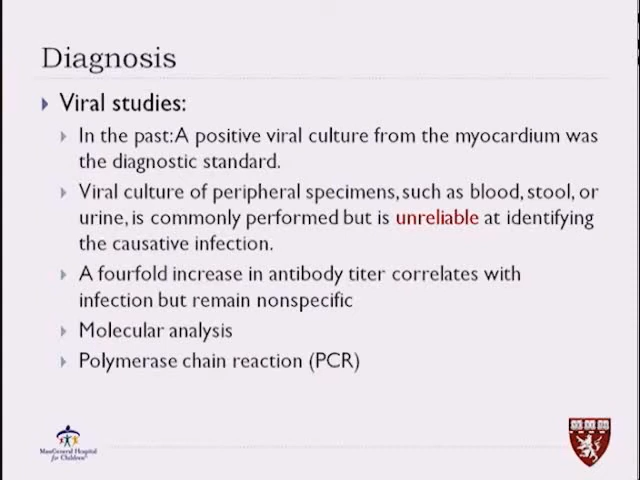 Diagnosis
Viral studies:
In the past: A positive viral culture from the myocardium was
the diagnostic standard.
Viral culture of peripheral specimens, such as blood, stool, or
urine, is commonly performed but is unreliable at identifying
the causative infection.
A fourfold increase in antibody titer correlates with
infection but remain nonspecific
Molecular analysis
Polymerase chain reaction (PCR)
MassGeneral Hospital
for Children